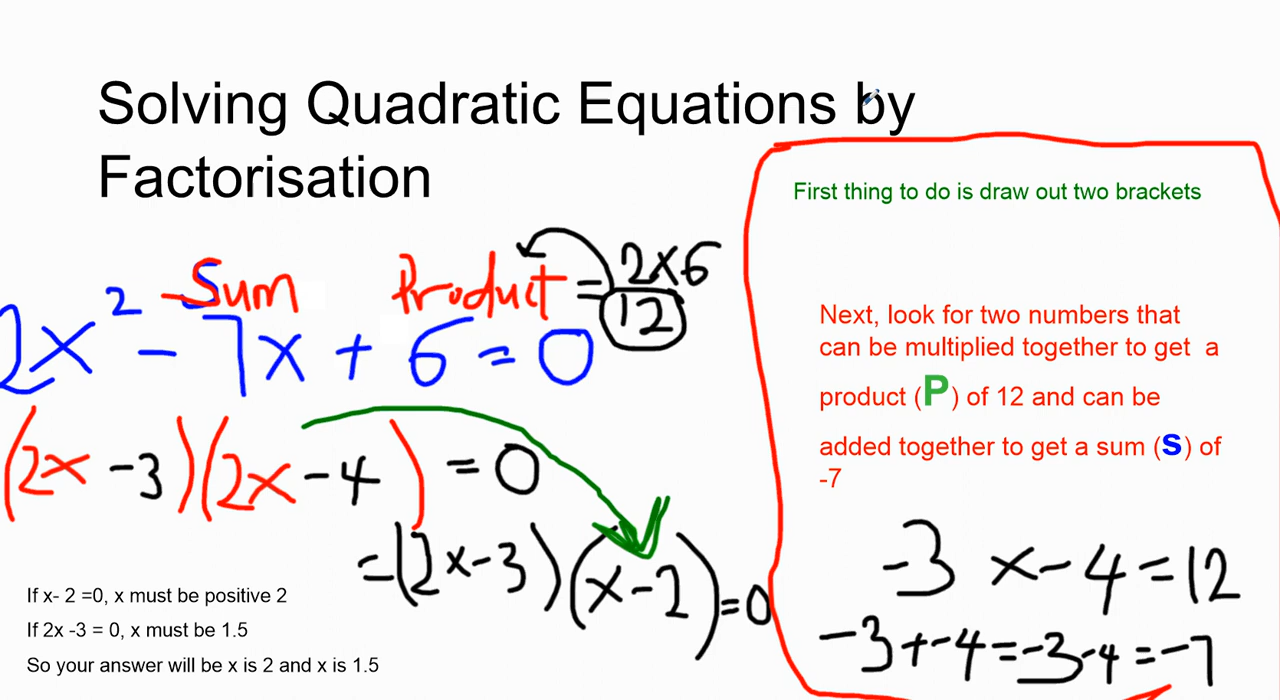 Solving Quadratic Equations by
Factorisation
First thing to do is draw out two brackets
Sum Product = 2x6
12
2x² - 7x + 6 = 0
Next, look for two numbers that
can be multiplied together to get a
product (P) of 12 and can be
added together to get a sum (S) of
-7
(2x -3)(2x -4) = 0
=(2x-3)(x-2)=0
-3 x-4=12
-3+-4=-3-4=-7
If x- 2 =0, x must be positive 2
If 2x -3 = 0, x must be 1.5
So your answer will be x is 2 and x is 1.5